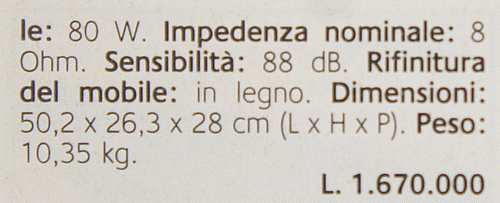 le: 80 W. Impedenza nominale: 8
Ohm. Sensibilità: 88 dB. Rifinitura
del mobile: in legno. Dimensioni:
50,2 x 26,3 x 28 cm (L x H x P). Peso:
10,35 kg.
L. 1.670.000